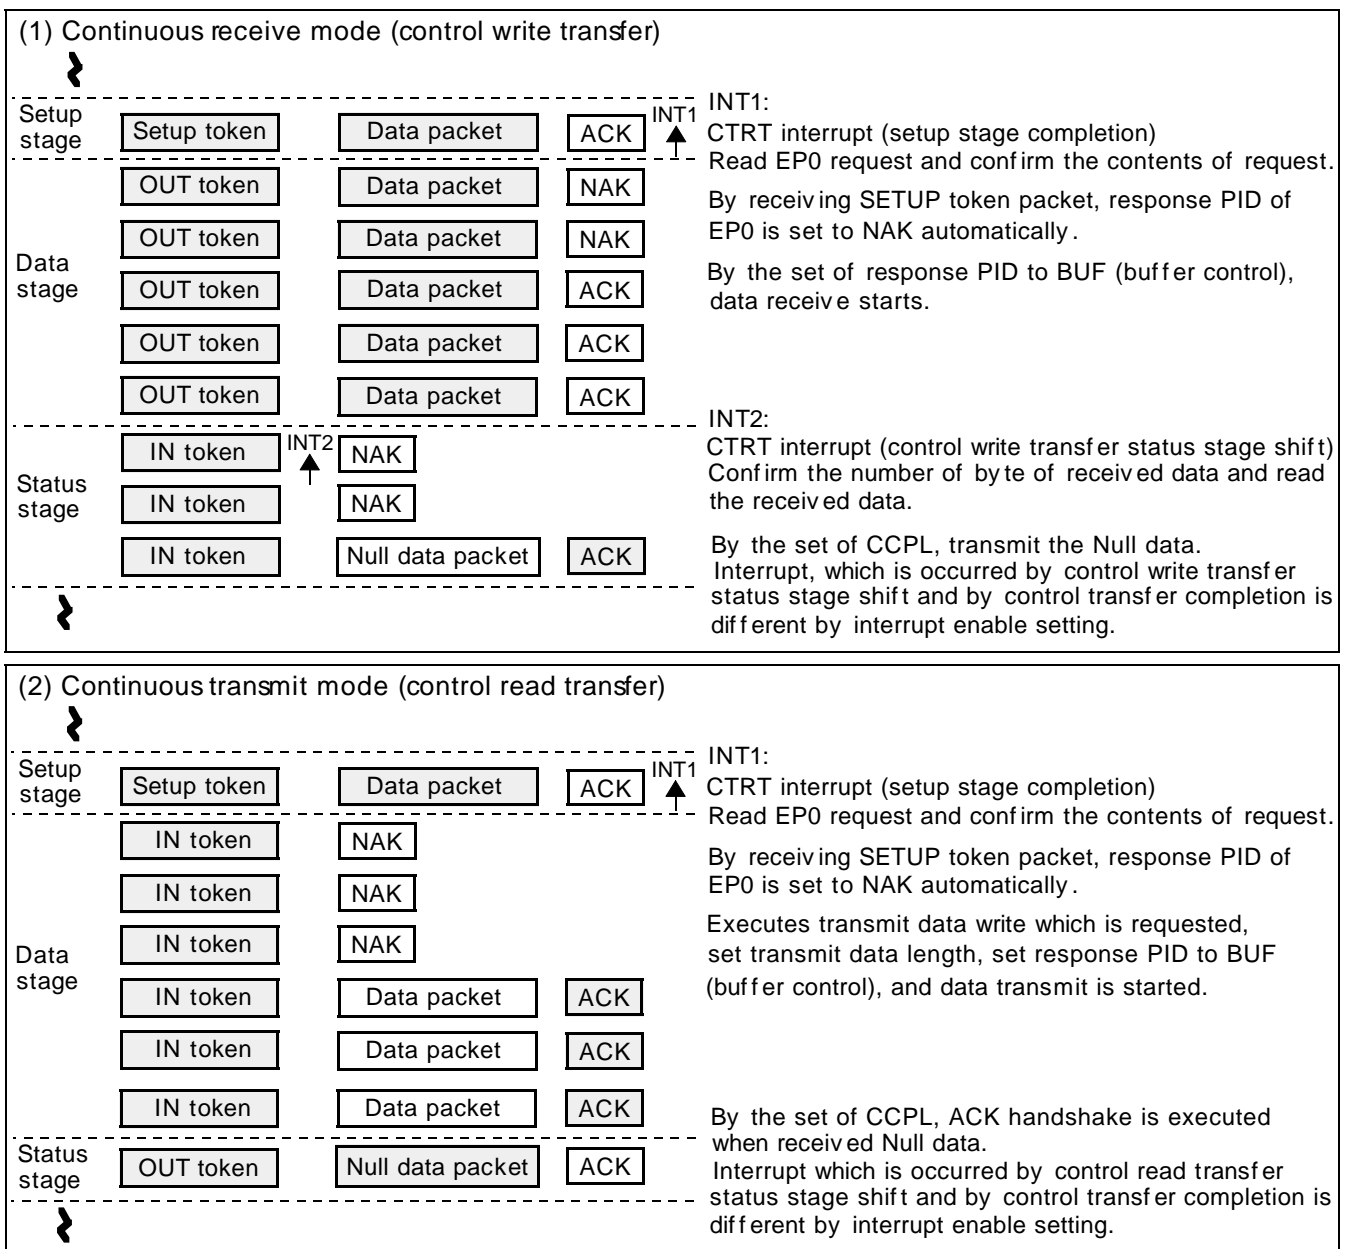 (1) Continuous receive mode (control write transfer)
Setup stage
Setup token Data packet ACK INT1
INT1:
CTRT interrupt (setup stage completion)
Read EP0 request and confirm the contents of request.
Data stage
OUT token Data packet NAK
By receiving SETUP token packet, response PID of
EP0 is set to NAK automatically.
OUT token Data packet NAK
By the set of response PID to BUF (buffer control),
data receive starts.
OUT token Data packet ACK
OUT token Data packet ACK
OUT token Data packet ACK
INT2:
CTRT interrupt (control write transfer status stage shift)
Confirm the number of byte of received data and read
the received data.
Status stage
IN token INT2 NAK
IN token NAK
IN token Null data packet ACK
By the set of CCPL, transmit the Null data.
Interrupt, which is occurred by control write transfer
status stage shift and by control transfer completion is
different by interrupt enable setting.
(2) Continuous transmit mode (control read transfer)
Setup stage
Setup token Data packet ACK INT1
INT1:
CTRT interrupt (setup stage completion)
Read EP0 request and confirm the contents of request.
Data stage
IN token NAK
By receiving SETUP token packet, response PID of
EP0 is set to NAK automatically.
IN token NAK
IN token NAK
Executes transmit data write which is requested,
set transmit data length, set response PID to BUF
(buffer control), and data transmit is started.
IN token Data packet ACK
IN token Data packet ACK
IN token Data packet ACK
By the set of CCPL, ACK handshake is executed
when received Null data.
Status stage
OUT token Null data packet ACK
Interrupt which is occurred by control read transfer
status stage shift and by control transfer completion is
different by interrupt enable setting.